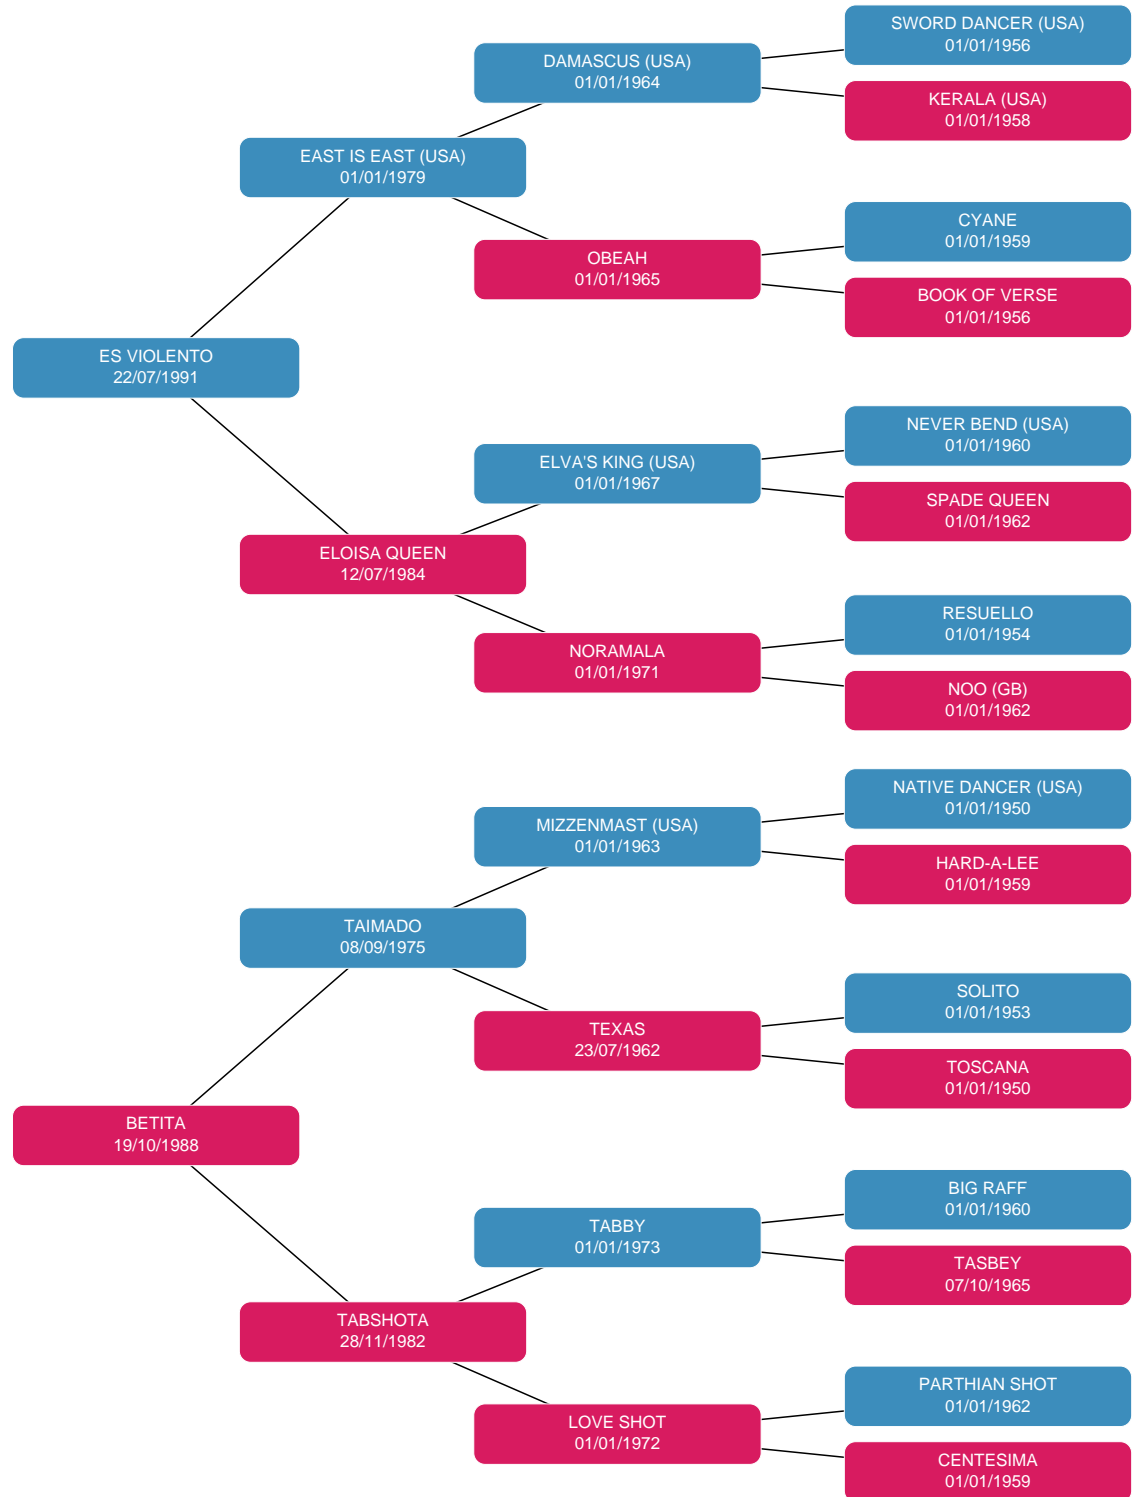 SWORD DANCER (USA)
01/01/1956
DAMASCUS (USA)
01/01/1964
KERALA (USA)
01/01/1958
EAST IS EAST (USA)
01/01/1979
CYANE
01/01/1959
OBEAH
01/01/1965
BOOK OF VERSE
01/01/1956
ES VIOLENTO
22/07/1991
NEVER BEND (USA)
01/01/1960
ELVA'S KING (USA)
01/01/1967
SPADE QUEEN
01/01/1962
ELOISA QUEEN
12/07/1984
RESUELLO
01/01/1954
NORAMALA
01/01/1971
NOO (GB)
01/01/1962
NATIVE DANCER (USA)
01/01/1950
MIZZENMAST (USA)
01/01/1963
HARD-A-LEE
01/01/1959
TAIMADO
08/09/1975
SOLITO
01/01/1953
TEXAS
23/07/1962
TOSCANA
01/01/1950
BETITA
19/10/1988
BIG RAFF
01/01/1960
TABBY
01/01/1973
TASBEY
07/10/1965
TABSHOTA
28/11/1982
PARTHIAN SHOT
01/01/1962
LOVE SHOT
01/01/1972
CENTESIMA
01/01/1959